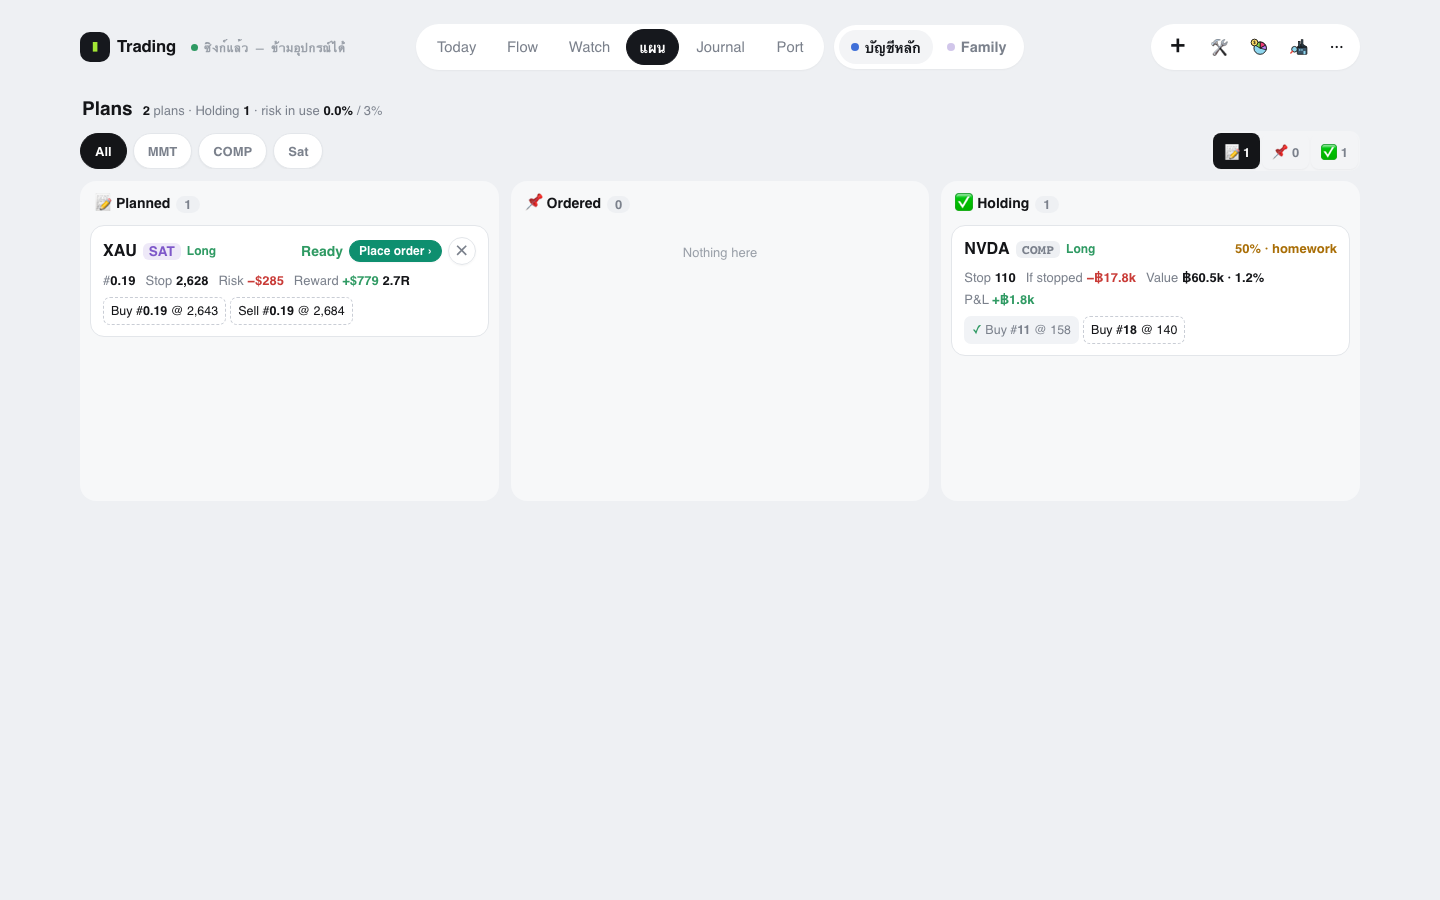 Trading
ซิงก์แล้ว — ข้ามอุปกรณ์ได้
Today Flow Watch แผน Journal Port
บัญชีหลัก Family
+ ···
Plans 2 plans · Holding 1 · risk in use 0.0% / 3%
All MMT COMP Sat
1 0 1
Planned 1
XAU SAT Long Ready Place order › ✕
#0.19 Stop 2,628 Risk −$285 Reward +$779 2.7R
Buy #0.19 @ 2,643 Sell #0.19 @ 2,684
Ordered 0
Nothing here
Holding 1
NVDA COMP Long 50% · homework
Stop 110 If stopped −฿17.8k Value ฿60.5k · 1.2%
P&L +฿1.8k
✓ Buy #11 @ 158 Buy #18 @ 140